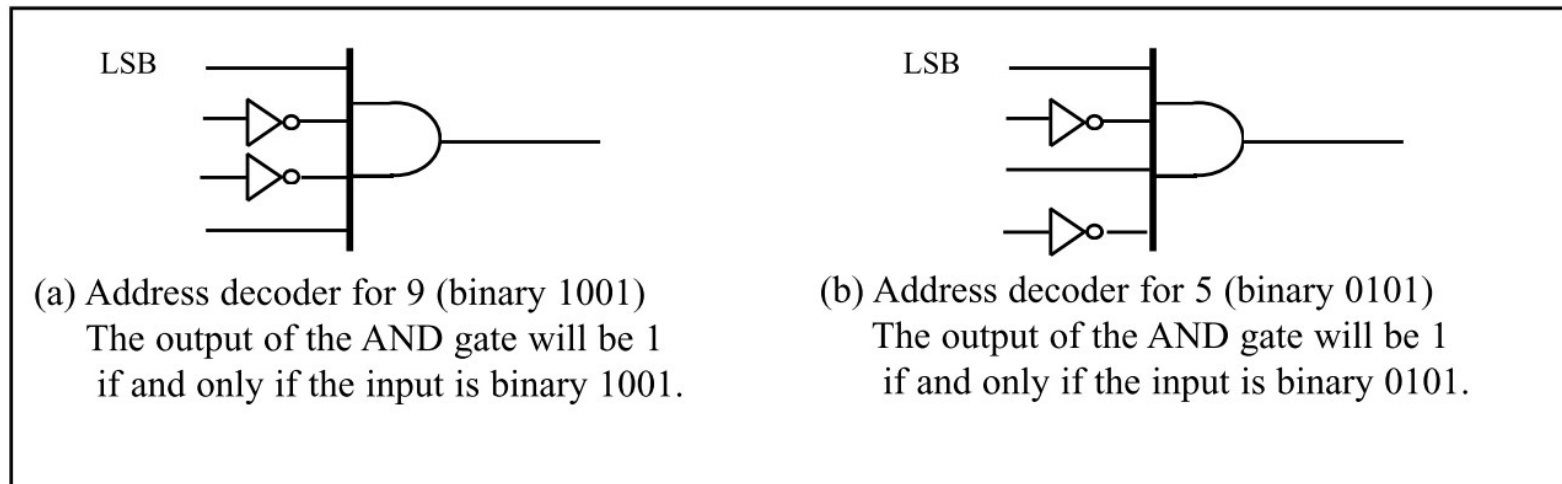 LSB
(a) Address decoder for 9 (binary 1001)
The output of the AND gate will be 1
if and only if the input is binary 1001.
LSB
(b) Address decoder for 5 (binary 0101)
The output of the AND gate will be 1
if and only if the input is binary 0101.